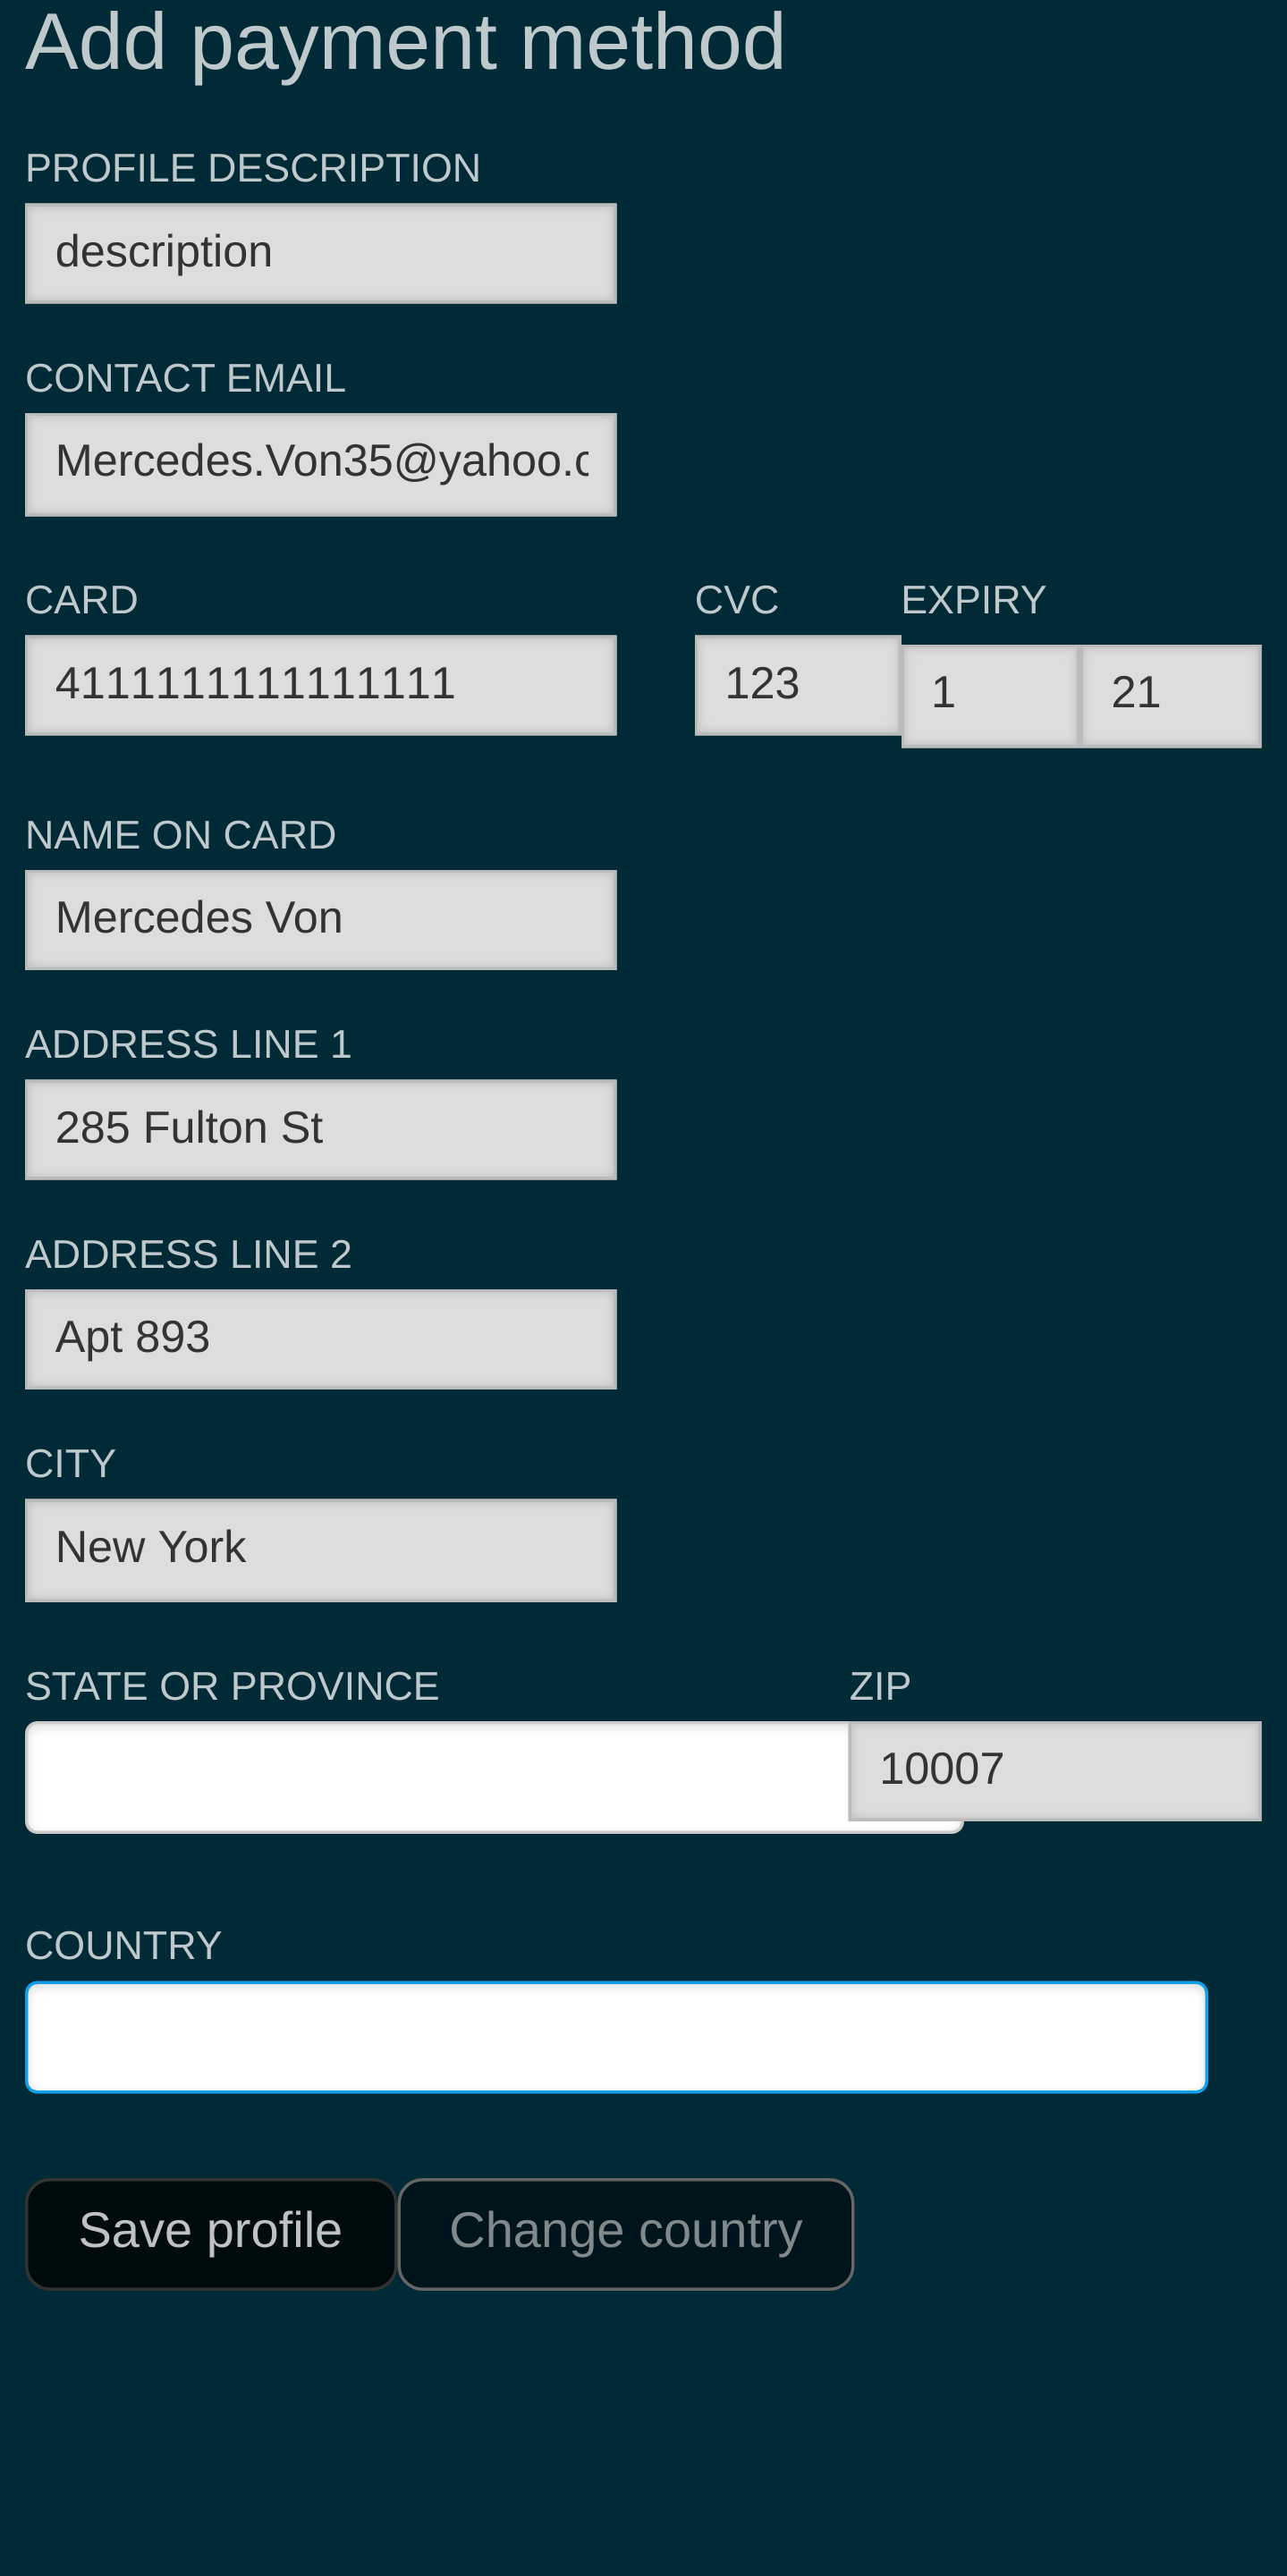 Add payment method
PROFILE DESCRIPTION
description
CONTACT EMAIL
Mercedes.Von35@yahoo.c
CARD CVC EXPIRY
4111111111111111 123 1 21
NAME ON CARD
Mercedes Von
ADDRESS LINE 1
285 Fulton St
ADDRESS LINE 2
Apt 893
CITY
New York
STATE OR PROVINCE ZIP
10007
COUNTRY
Save profile Change country